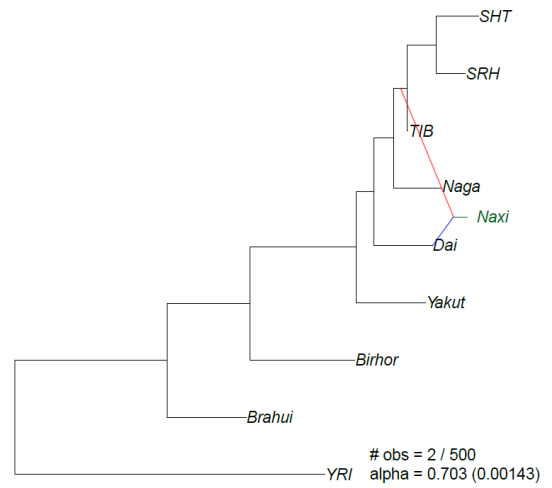 SHT
SRH
TIB
Naga
Naxi
Dai
Yakut
Birhor
Brahui
YRI
# obs = 2 / 500
alpha = 0.703 (0.00143)